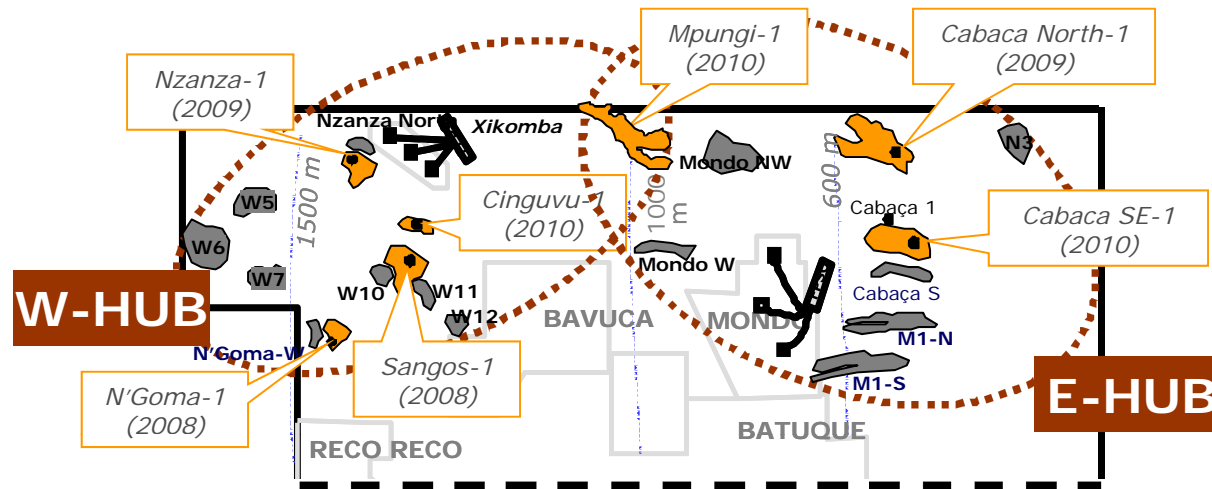 Mpungi-1
(2010)
Cabaca North-1
(2009)
Nzanza-1
(2009)
Nzanza North
Xikomba
N3
Mondo NW
600 m
1500 m
1000
m
W5
Cinguvu-1
(2010)
Cabaça 1
Cabaca SE-1
(2010)
W6
Mondo W
W7
W10
W11
Cabaça S
W-HUB
W12
BAVUCA
MONDO
M1-N
N'Goma-W
Sangos-1
(2008)
M1-S
N'Goma-1
(2008)
E-HUB
BATUQUE
RECO RECO